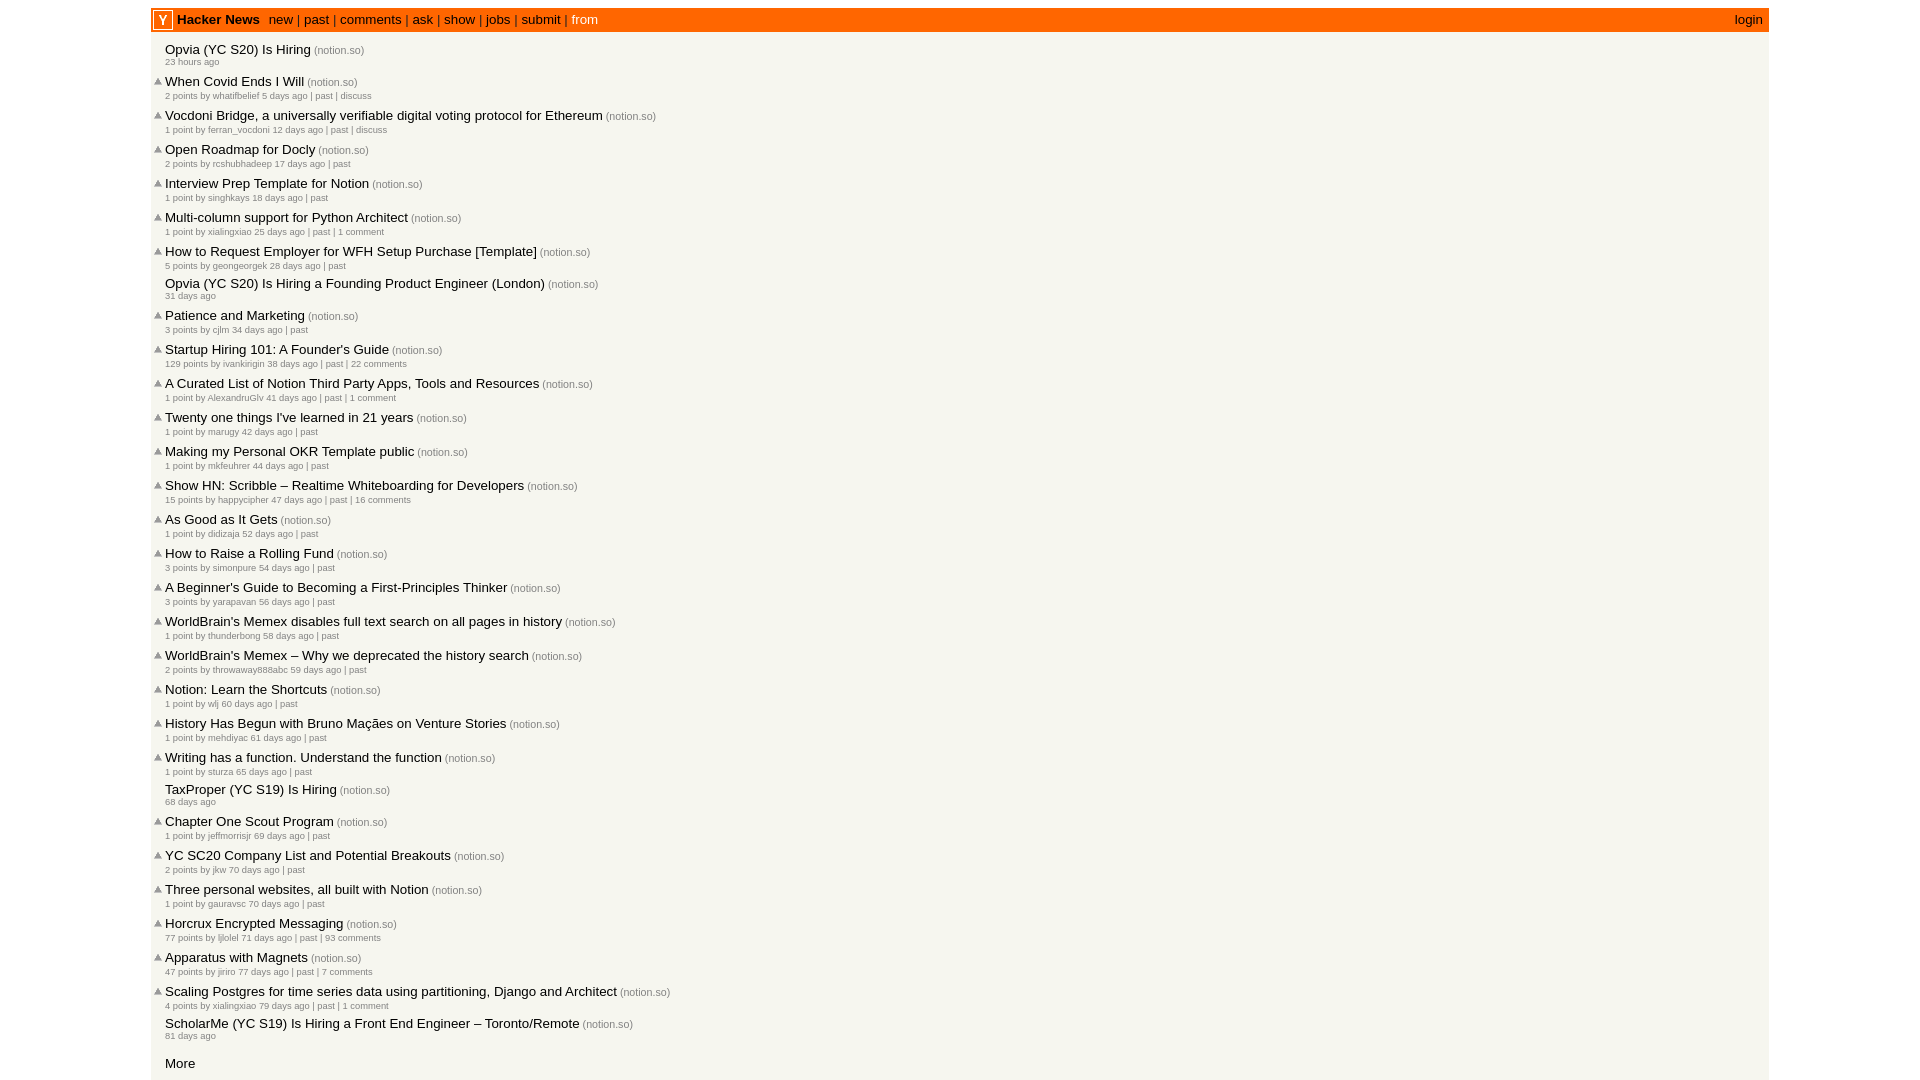 Y Hacker News new | past | comments | ask | show | jobs | submit | from login
Opvia (YC S20) Is Hiring (notion.so)
23 hours ago
When Covid Ends I Will (notion.so)
2 points by whatifbelief 5 days ago | past | discuss
Vocdoni Bridge, a universally verifiable digital voting protocol for Ethereum (notion.so)
1 point by ferran_vocdoni 12 days ago | past | discuss
Open Roadmap for Docly (notion.so)
2 points by rcshubhadeep 17 days ago | past
Interview Prep Template for Notion (notion.so)
1 point by singhkays 18 days ago | past
Multi-column support for Python Architect (notion.so)
1 point by xialingxiao 25 days ago | past | 1 comment
How to Request Employer for WFH Setup Purchase [Template] (notion.so)
5 points by geongeorgek 28 days ago | past
Opvia (YC S20) Is Hiring a Founding Product Engineer (London) (notion.so)
31 days ago
Patience and Marketing (notion.so)
3 points by cjlm 34 days ago | past
Startup Hiring 101: A Founder's Guide (notion.so)
129 points by ivankirigin 38 days ago | past | 22 comments
A Curated List of Notion Third Party Apps, Tools and Resources (notion.so)
1 point by AlexandruGlv 41 days ago | past | 1 comment
Twenty one things I've learned in 21 years (notion.so)
1 point by marugy 42 days ago | past
Making my Personal OKR Template public (notion.so)
1 point by mkfeuhrer 44 days ago | past
Show HN: Scribble – Realtime Whiteboarding for Developers (notion.so)
15 points by happycipher 47 days ago | past | 16 comments
As Good as It Gets (notion.so)
1 point by didizaja 52 days ago | past
How to Raise a Rolling Fund (notion.so)
3 points by simonpure 54 days ago | past
A Beginner's Guide to Becoming a First-Principles Thinker (notion.so)
3 points by yarapavan 56 days ago | past
WorldBrain's Memex disables full text search on all pages in history (notion.so)
1 point by thunderbong 58 days ago | past
WorldBrain's Memex – Why we deprecated the history search (notion.so)
2 points by throwaway888abc 59 days ago | past
Notion: Learn the Shortcuts (notion.so)
1 point by wlj 60 days ago | past
History Has Begun with Bruno Maçães on Venture Stories (notion.so)
1 point by mehdiyac 61 days ago | past
Writing has a function. Understand the function (notion.so)
1 point by sturza 65 days ago | past
TaxProper (YC S19) Is Hiring (notion.so)
68 days ago
Chapter One Scout Program (notion.so)
1 point by jeffmorrisjr 69 days ago | past
YC SC20 Company List and Potential Breakouts (notion.so)
2 points by jkw 70 days ago | past
Three personal websites, all built with Notion (notion.so)
1 point by gauravsc 70 days ago | past
Horcrux Encrypted Messaging (notion.so)
77 points by ljlolel 71 days ago | past | 93 comments
Apparatus with Magnets (notion.so)
47 points by jiriro 77 days ago | past | 7 comments
Scaling Postgres for time series data using partitioning, Django and Architect (notion.so)
4 points by xialingxiao 79 days ago | past | 1 comment
ScholarMe (YC S19) Is Hiring a Front End Engineer – Toronto/Remote (notion.so)
81 days ago
More